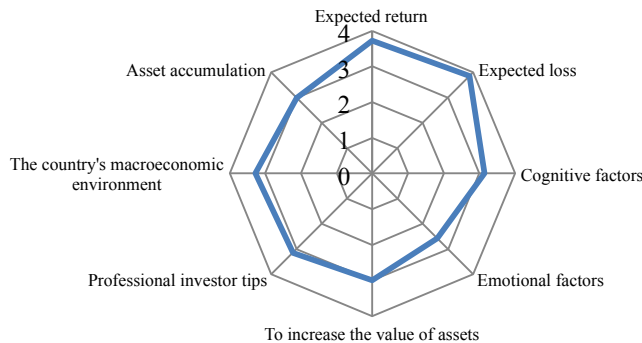 Expected return
4
Asset accumulation
Expected loss
3
2
1
The country's macroeconomic
environment
0
Cognitive factors
Professional investor tips
Emotional factors
To increase the value of assets